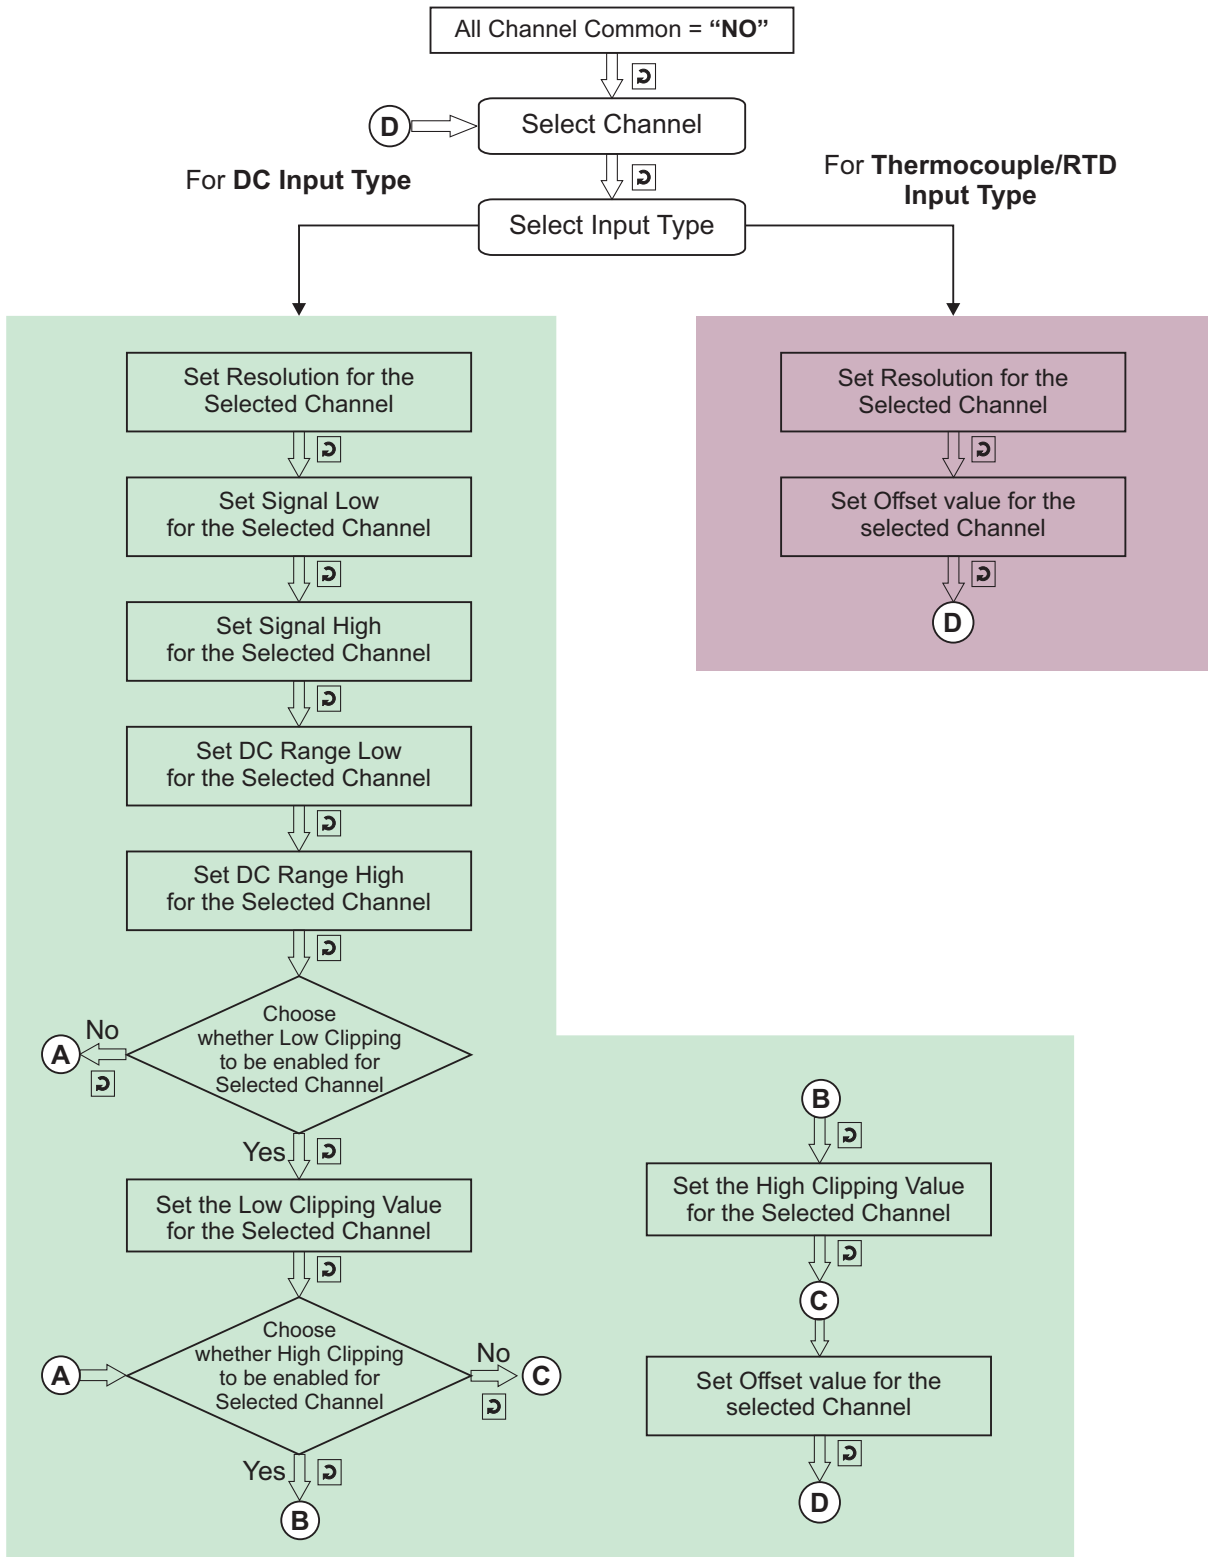 All Channel Common = “NO”
D
Select Channel
For DC Input Type
For Thermocouple/RTD
Input Type
Select Input Type
Set Resolution for the
Selected Channel
Set Signal Low
for the Selected Channel
Set Signal High
for the Selected Channel
Set DC Range Low
for the Selected Channel
Set DC Range High
for the Selected Channel
Choose
whether Low Clipping
to be enabled for
Selected Channel
No
A
Yes
Set the Low Clipping Value
for the Selected Channel
Choose
whether High Clipping
to be enabled for
Selected Channel
A
No
C
Yes
B
Set Resolution for the
Selected Channel
Set Offset value for the
selected Channel
D
B
Set the High Clipping Value
for the Selected Channel
C
Set Offset value for the
selected Channel
D